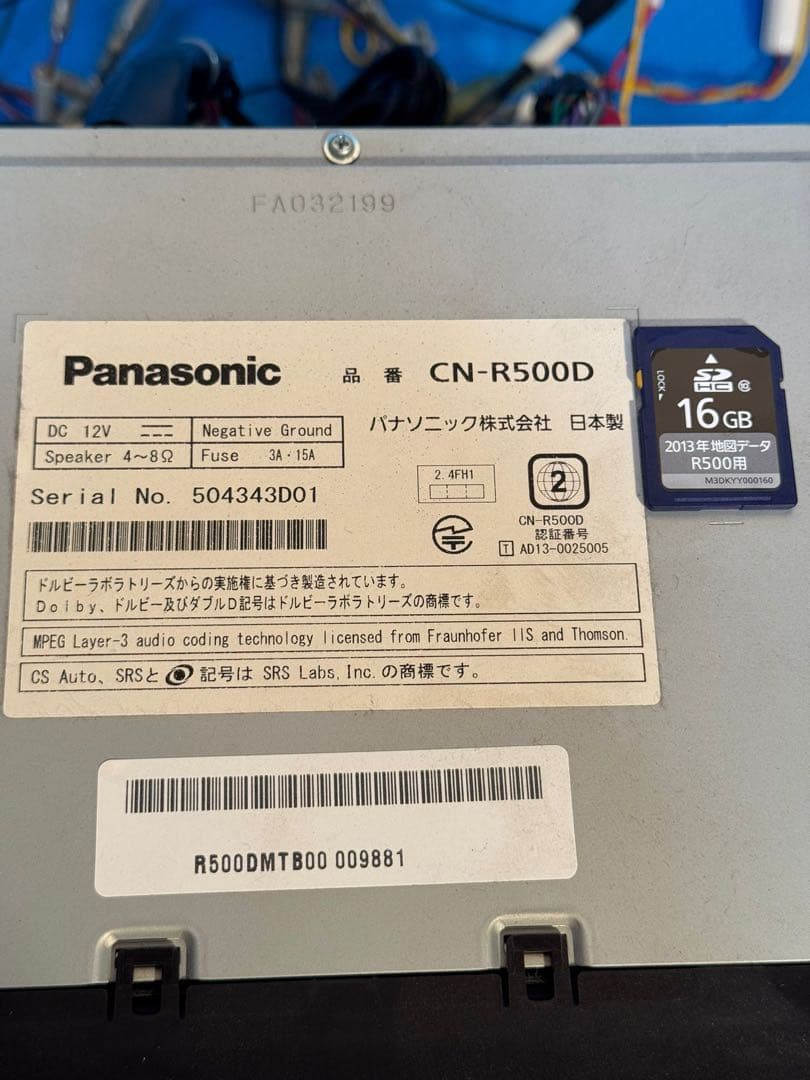 FA032199
Panasonic 品番 CN-R500D
DC 12V Negative Ground
Speaker 4～8Ω Fuse 3A・15A
パナソニック株式会社 日本製
Serial No. 504343D01
2.4FH1
2
CN-R500D
認証番号
T AD13-0025005
ドルビーラボラトリーズからの実施権に基づき製造されています。
Dolby、ドルビー及びダブルD記号はドルビーラボラトリーズの商標です。
MPEG Layer-3 audio coding technology licensed from Fraunhofer IIS and Thomson.
CS Auto、SRSと 記号は SRS Labs, Inc.の商標です。
R500DMTB00 009881
LOCK
SD
HC
16GB
2013年地図データ
R500用
M3DKYY000160